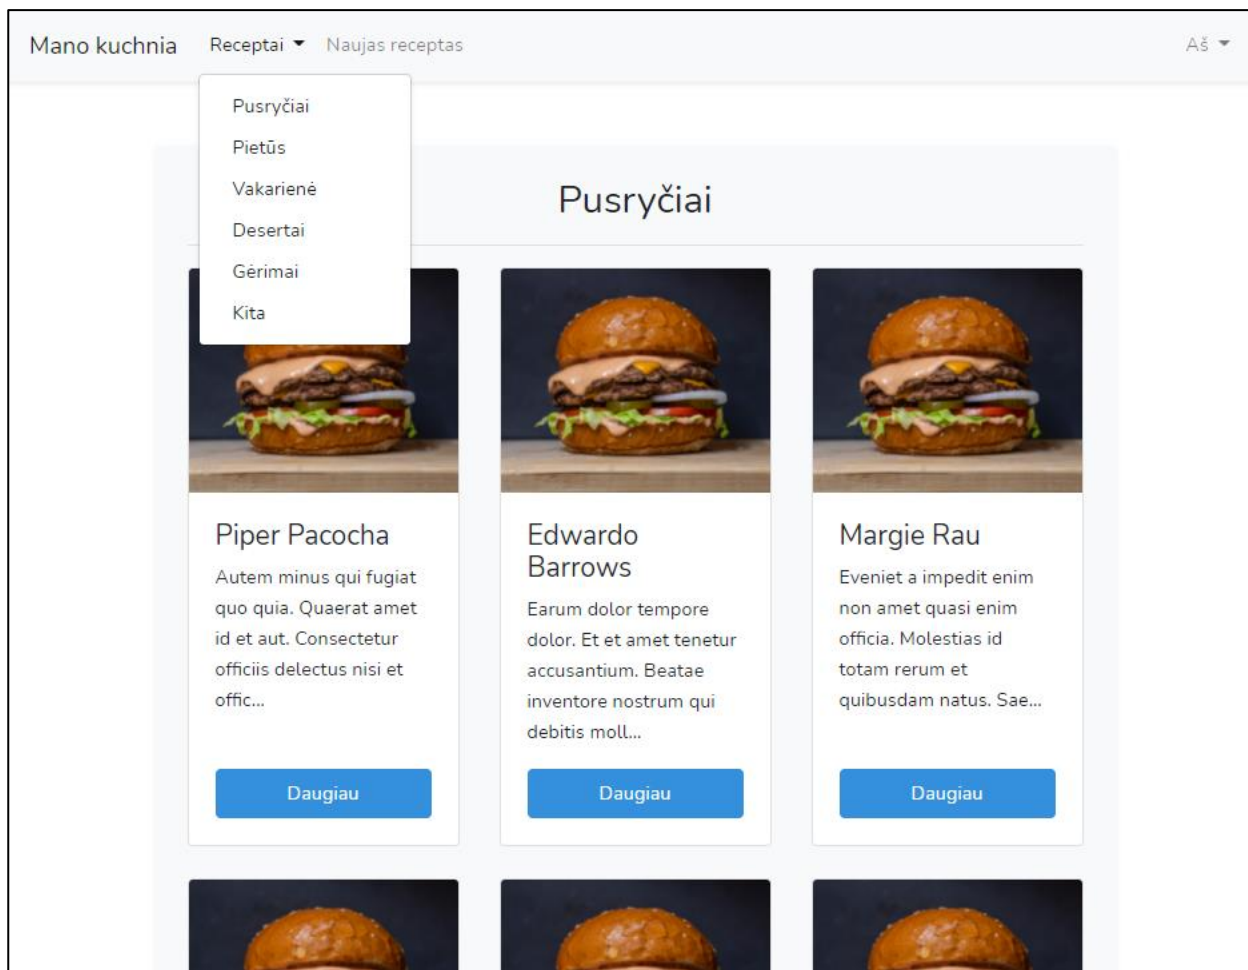 Mano kuchnia Receptai Naujas receptas Aš
Pusryčiai
Pietūs
Vakarienė
Desertai
Gėrimai
Kita
Pusryčiai
Piper Pacocha
Autem minus qui fugiat
quo quia. Quaerat amet
id et aut. Consectetur
officiis delectus nisi et
offic...
Daugiau
Edwardo
Barrows
Earum dolor tempore
dolor. Et et amet tenetur
accusantium. Beatae
inventore nostrum qui
debitis moll...
Daugiau
Margie Rau
Eveniet a impedit enim
non amet quasi enim
officia. Molestias id
totam rerum et
quibusdam natus. Sae...
Daugiau